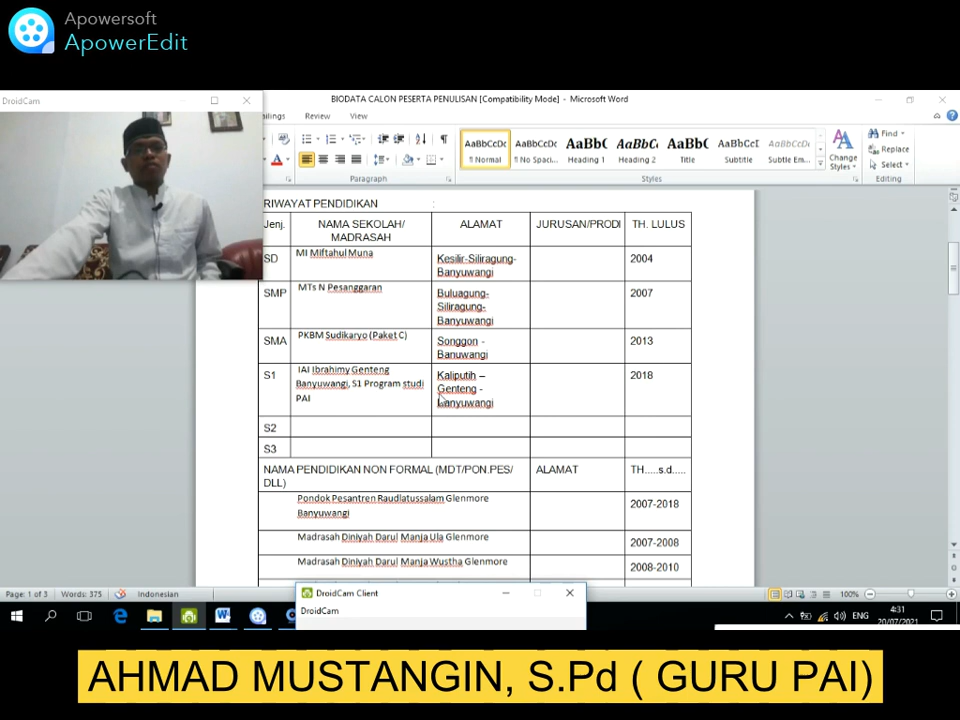 Apowersoft
ApowerEdit
DroidCam
BIODATA CALON PESERTA PENULISAN [Compatibility Mode] - Microsoft Word
ailings Review View
Find
Replace
Select
Editing
AaBbCcDc AaBbCcDc AaBbC AaBbCc AaBbC AaBbCcI AaBbCcDc
¶ Normal ¶ No Spaci... Heading 1 Heading 2 Title Subtitle Subtle Em...
Change
Styles
Paragraph
Styles
RIWAYAT PENDIDIKAN :
Jenj. NAMA SEKOLAH/ ALAMAT JURUSAN/PRODI TH. LULUS
MADRASAH
SD MI Miftahul Muna Kesilir-Siliragung- 2004
Banyuwangi
SMP MTs N Pesanggaran Buluagung- 2007
Siliragung-
Banyuwangi
SMA PKBM Sudikaryo (Paket C) Songgon - 2013
Banuwangi
S1 IAI Ibrahimy Genteng Kaliputih – 2018
Banyuwangi, S1 Program studi Genteng -
PAI Banyuwangi
S2
S3
NAMA PENDIDIKAN NON FORMAL (MDT/PON.PES/ ALAMAT TH.....s.d.....
DLL)
Pondok Pesantren Raudlatussalam Glenmore 2007-2018
Banyuwangi
Madrasah Diniyah Darul Manja Ula Glenmore 2007-2008
Madrasah Diniyah Darul Manja Wustha Glenmore 2008-2010
DroidCam Client
DroidCam
Page: 1 of 3 Words: 375 Indonesian 100%
ENG 4:31
20/07/2021
AHMAD MUSTANGIN, S.Pd ( GURU PAI)